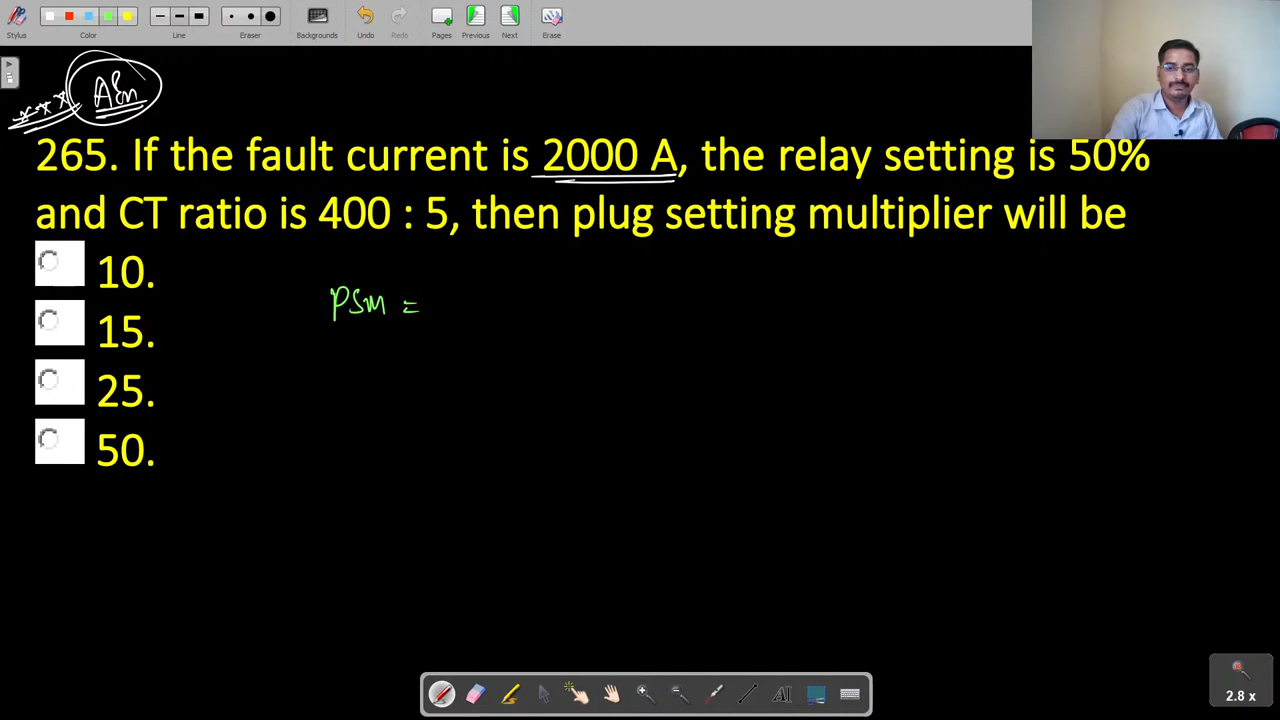 Stylus
Color
Line
Eraser
Backgrounds
Undo
Redo
Pages
Previous
Next
Erase
265. If the fault current is 2000 A, the relay setting is 50%
and CT ratio is 400 : 5, then plug setting multiplier will be
10.
15.
25.
50.
PSM =
AI
2.8 x